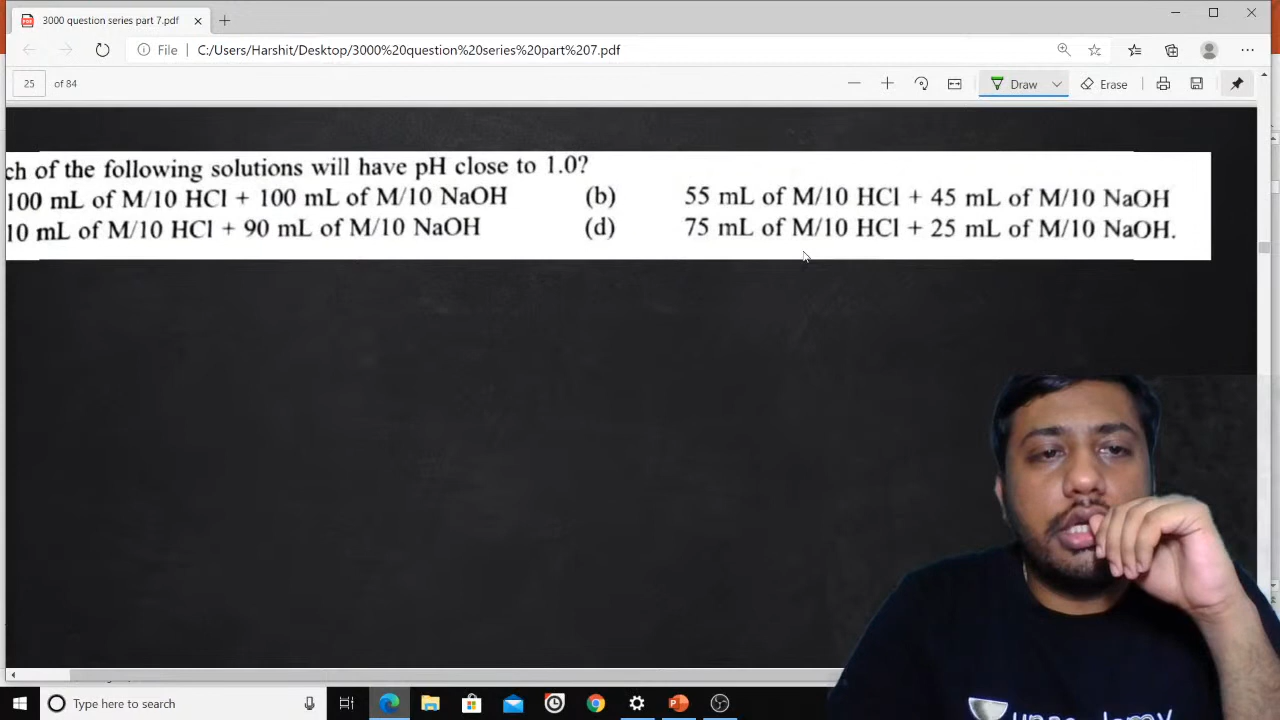 3000 question series part 7.pdf
File C:/Users/Harshit/Desktop/3000%20question%20series%20part%207.pdf
25 of 84 Draw Erase
ch of the following solutions will have pH close to 1.0?
100 mL of M/10 HCl + 100 mL of M/10 NaOH (b) 55 mL of M/10 HCl + 45 mL of M/10 NaOH
10 mL of M/10 HCl + 90 mL of M/10 NaOH (d) 75 mL of M/10 HCl + 25 mL of M/10 NaOH.
Type here to search